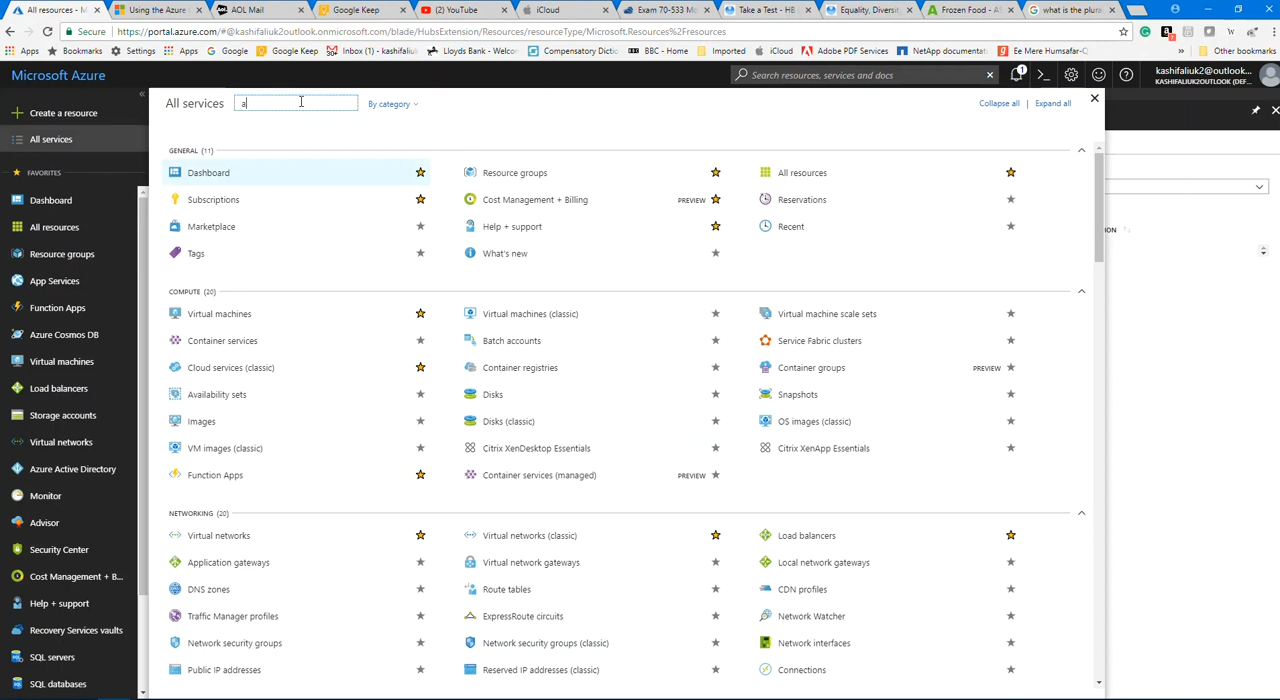 All resources - M
Using the Azure
AOL Mail
Google Keep
YouTube
iCloud
Exam 70-533 Mo
Take a Test - HB
Equality, Diversit
Frozen Food - AS
what is the plura
Secure | https://portal.azure.com/#@kashifaliuk2outlook.onmicrosoft.com/blade/HubsExtension/Resources/resourceType/Microsoft.Resources%2Fresources
Apps Apps Settings Apps Google Google Keep Inbox (1) - kashifali Lloyds Bank - Welcom Compensatory Dictio BBC - Home Imported iCloud Adobe PDF Services NetApp documentat Ee Mere Humsafar- » Other bookmarks
Microsoft Azure
Search resources, services and docs
1
kashifaliuk2@outlook...
KASHIFALIUK2OUTLOOK (DEF...
Create a resource
All services
FAVORITES
Dashboard
All resources
Resource groups
App Services
Function Apps
Azure Cosmos DB
Virtual machines
Load balancers
Storage accounts
Virtual networks
Azure Active Directory
Monitor
Advisor
Security Center
Cost Management + B...
Help + support
Recovery Services vaults
SQL servers
SQL databases
All services
a
By category
Collapse all | Expand all
GENERAL (11)
Dashboard
Resource groups
All resources
Subscriptions
Cost Management + Billing PREVIEW
Reservations
Marketplace
Help + support
Recent
Tags
What's new
COMPUTE (20)
Virtual machines
Virtual machines (classic)
Virtual machine scale sets
Container services
Batch accounts
Service Fabric clusters
Cloud services (classic)
Container registries
Container groups PREVIEW
Availability sets
Disks
Snapshots
Images
Disks (classic)
OS images (classic)
VM images (classic)
Citrix XenDesktop Essentials
Citrix XenApp Essentials
Function Apps
Container services (managed) PREVIEW
NETWORKING (20)
Virtual networks
Virtual networks (classic)
Load balancers
Application gateways
Virtual network gateways
Local network gateways
DNS zones
Route tables
CDN profiles
Traffic Manager profiles
ExpressRoute circuits
Network Watcher
Network security groups
Network security groups (classic)
Network interfaces
Public IP addresses
Reserved IP addresses (classic)
Connections
ION